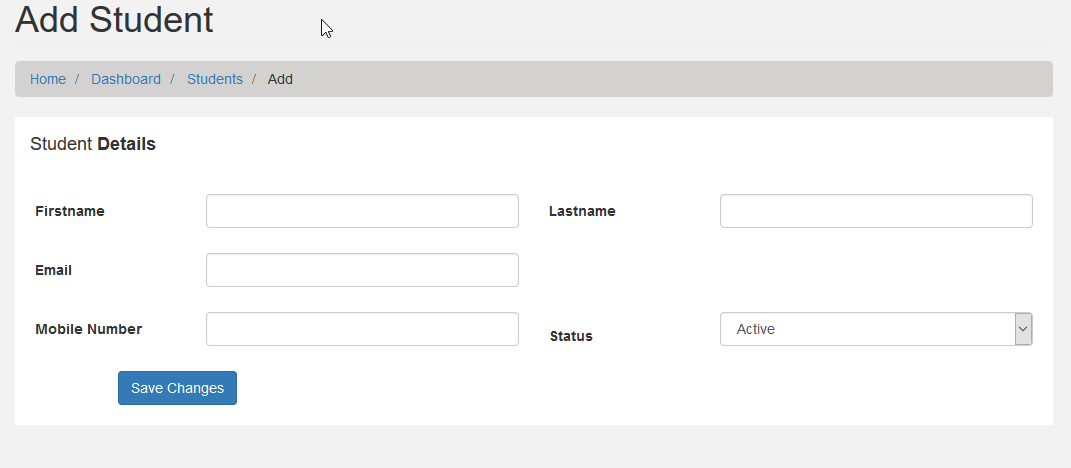 Add Student
Home / Dashboard / Students / Add
Student Details
Firstname Lastname
Email
Mobile Number Status Active
Save Changes